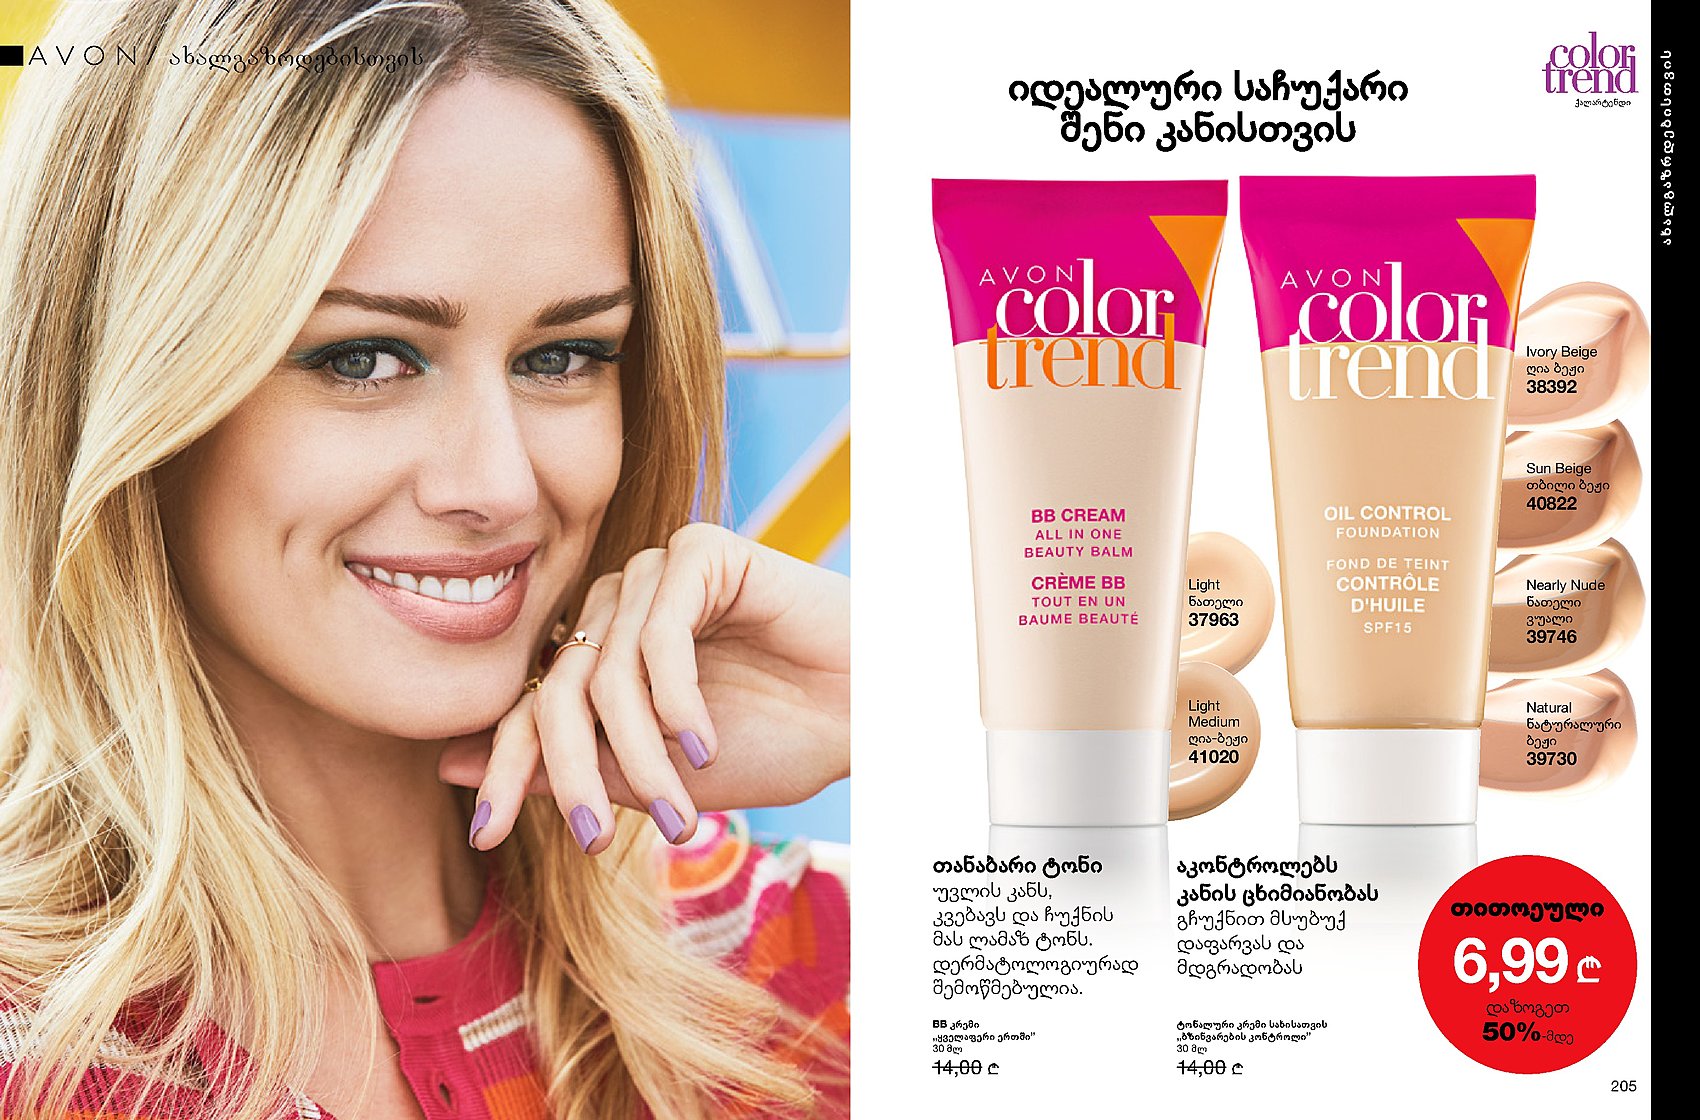 AVON / ახალგაზრდებისთვის
იდეალური საჩუქარი
შენი კანისთვის
color
trend
ქალარტენდი
ახალგაზრდებისთვის
AVON
color
trend
BB CREAM
ALL IN ONE
BEAUTY BALM
CRÈME BB
TOUT EN UN
BAUME BEAUTÉ
AVON
color
trend
OIL CONTROL
FOUNDATION
FOND DE TEINT
CONTRÔLE
D'HUILE
SPF15
Light
ნათელი
37963
Light
Medium
ღია-ბეჟი
41020
Ivory Beige
ღია ბეჟი
38392
Sun Beige
თბილი ბეჟი
40822
Nearly Nude
ნათელი
ვუალი
39746
Natural
ნატურალური
ბეჟი
39730
თანაბარი ტონი
უვლის კანს,
კვებავს და ჩუქნის
მას ლამაზ ტონს.
დერმატოლოგიურად
შემოწმებულია.
BB კრემი
„ყველაფერი ერთში”
30 მლ
14,00 ₾
აკონტროლებს
კანის ცხიმიანობას
გჩუქნით მსუბუქ
დაფარვას და
მდგრადობას
ტონალური კრემი სახისათვის
„ბზინვარების კონტროლი”
30 მლ
14,00 ₾
თითოეული
6,99 ₾
დაზოგეთ
50%-მდე
205